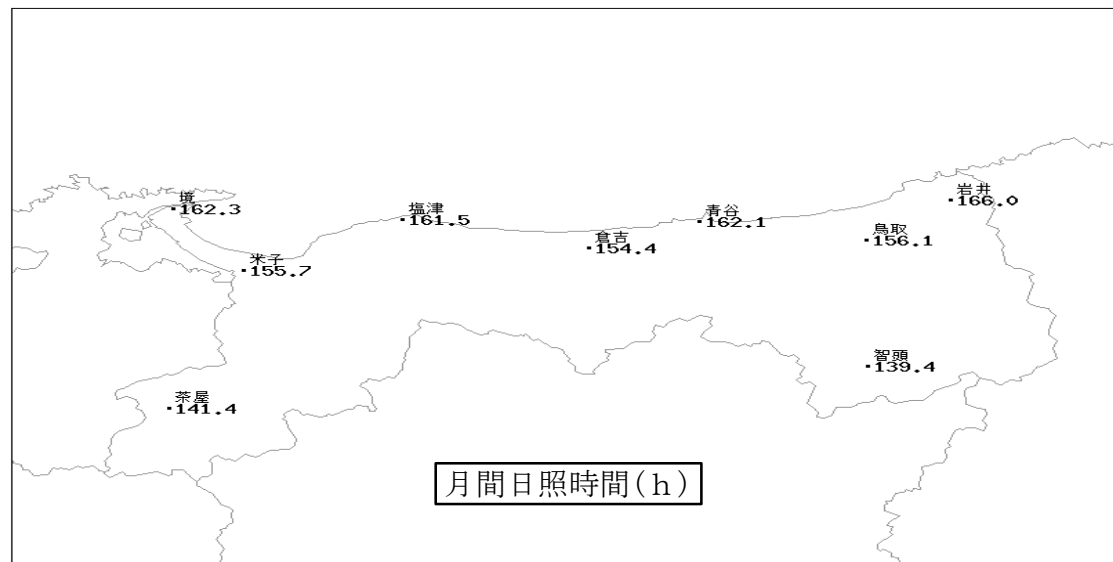 境
・162.3
米子
・155.7
塩津
・161.5
倉吉
・154.4
青谷
・162.1
鳥取
・156.1
岩井
・166.0
智頭
・139.4
茶屋
・141.4
月間日照時間(h)